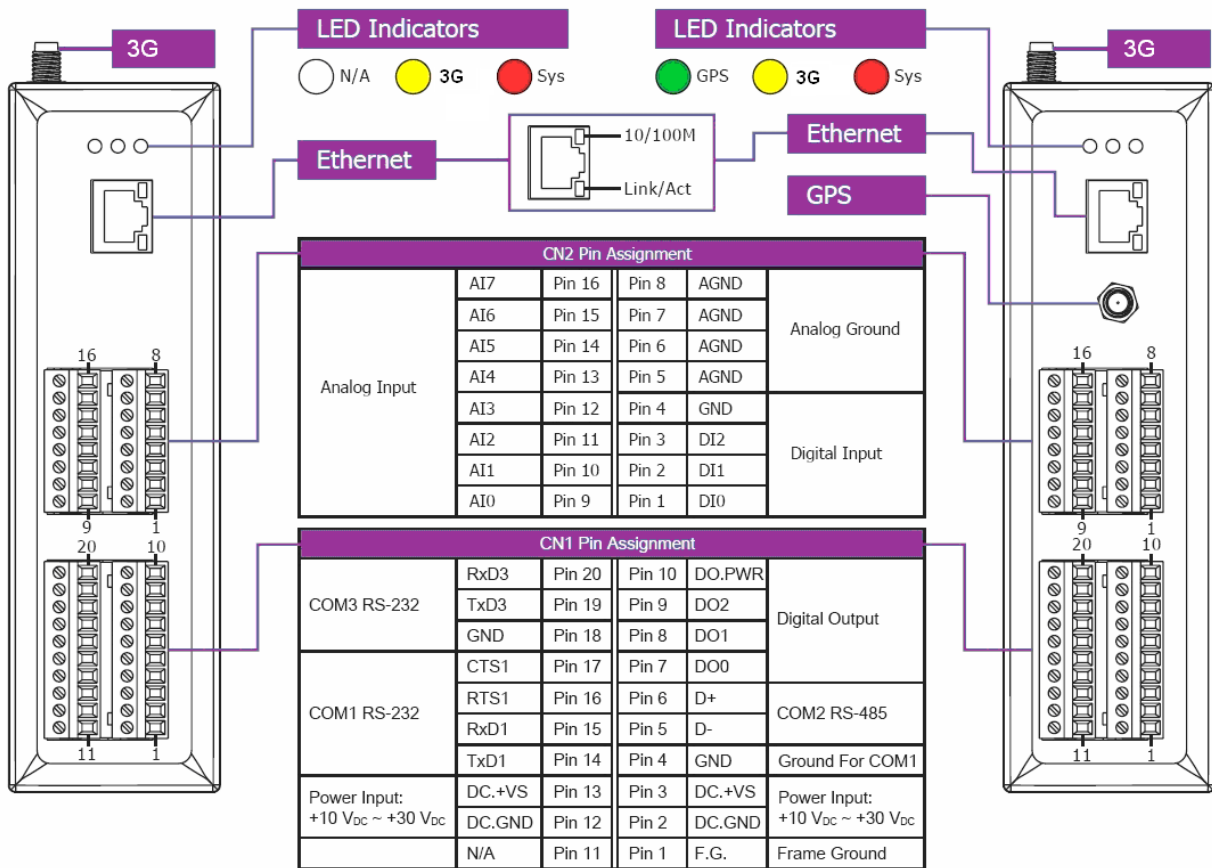 3G
LED Indicators
LED Indicators
3G
N/A 3G Sys
GPS 3G Sys
Ethernet
10/100M
Link/Act
Ethernet
GPS
CN2 Pin Assignment
Analog Input
AI7 Pin 16 Pin 8 AGND
Analog Ground
AI6 Pin 15 Pin 7 AGND
AI5 Pin 14 Pin 6 AGND
AI4 Pin 13 Pin 5 AGND
AI3 Pin 12 Pin 4 GND
Digital Input
AI2 Pin 11 Pin 3 DI2
AI1 Pin 10 Pin 2 DI1
AI0 Pin 9 Pin 1 DI0
16 8
9 1
20 10
11 1
16 8
9 1
20 10
11 1
CN1 Pin Assignment
COM3 RS-232
RxD3 Pin 20 Pin 10 DO.PWR
Digital Output
TxD3 Pin 19 Pin 9 DO2
GND Pin 18 Pin 8 DO1
COM1 RS-232
CTS1 Pin 17 Pin 7 DO0
RTS1 Pin 16 Pin 6 D+
COM2 RS-485
RxD1 Pin 15 Pin 5 D-
TxD1 Pin 14 Pin 4 GND Ground For COM1
Power Input:
+10 VDC ~ +30 VDC
DC.+VS Pin 13 Pin 3 DC.+VS
Power Input:
+10 VDC ~ +30 VDC
DC.GND Pin 12 Pin 2 DC.GND
N/A Pin 11 Pin 1 F.G. Frame Ground